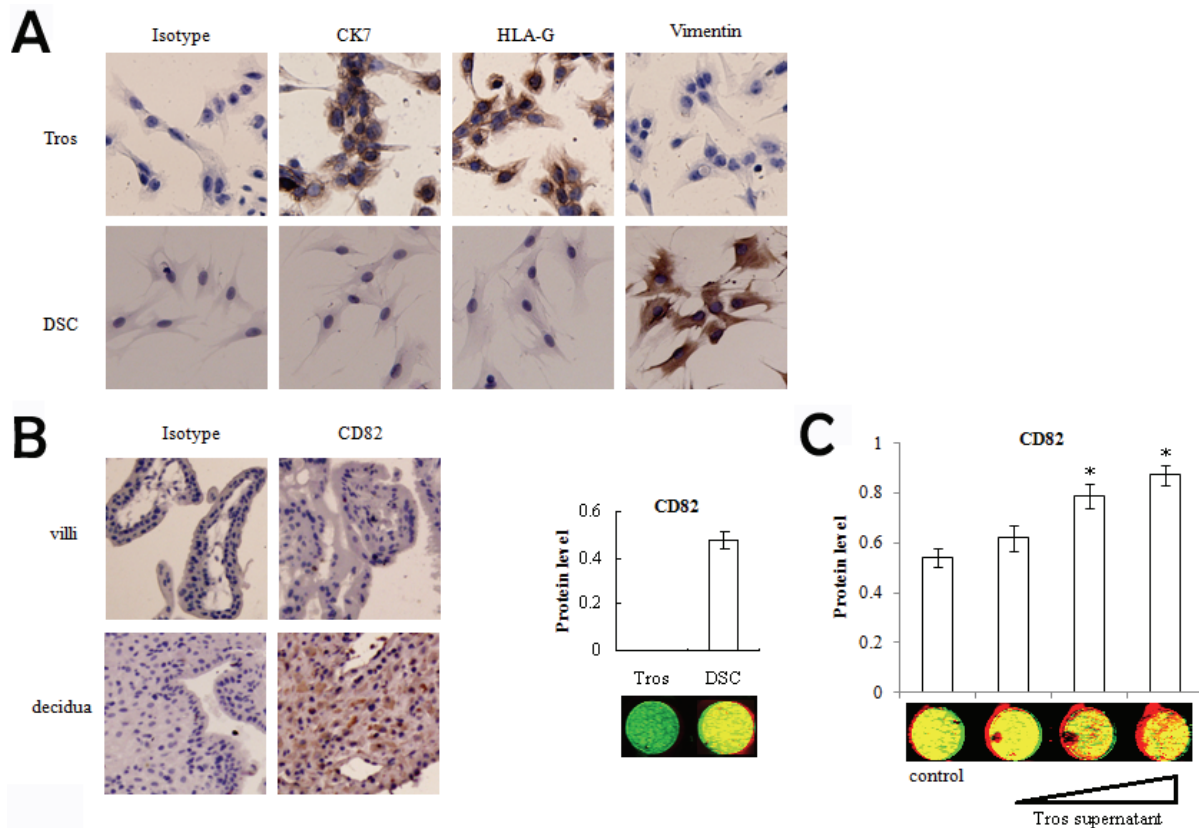 A
Isotype CK7 HLA-G Vimentin
Tros
DSC
B
Isotype CD82
villi
decidua
CD82
Protein level
0.6
0.4
0.2
0
Tros DSC
C
CD82
Protein level
1
0.8
0.6
0.4
0.2
0
* *
control
Tros supernatant